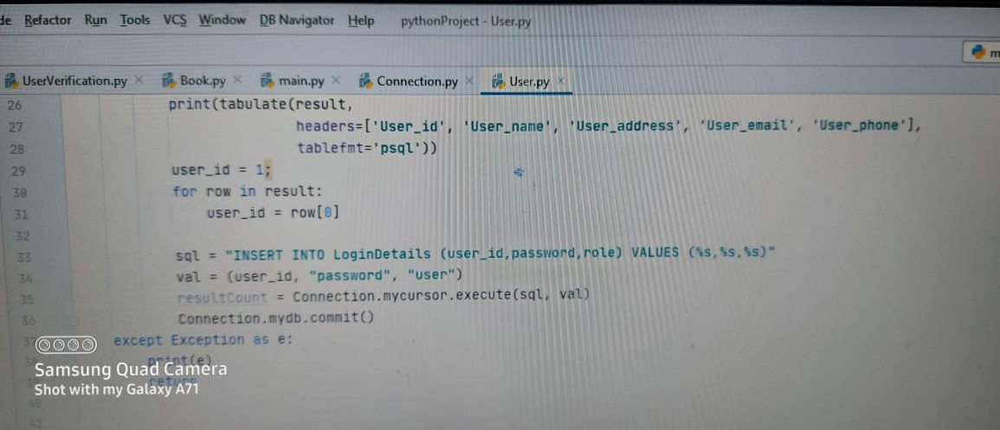 de Refactor Run Tools VCS Window DB Navigator Help pythonProject - User.py
m
UserVerification.py Book.py main.py Connection.py User.py
26 print(tabulate(result,
27 headers=['User_id', 'User_name', 'User_address', 'User_email', 'User_phone'],
28 tablefmt='psql'))
29 user_id = 1;
30 for row in result:
31 user_id = row[0]
32
33 sql = "INSERT INTO LoginDetails (user_id,password,role) VALUES (%s,%s,%s)"
34 val = (user_id, "password", "user")
35 resultCount = Connection.mycursor.execute(sql, val)
36 Connection.mydb.commit()
37 except Exception as e:
38 print(e)
Samsung Quad Camera
return
Shot with my Galaxy A71
40
41